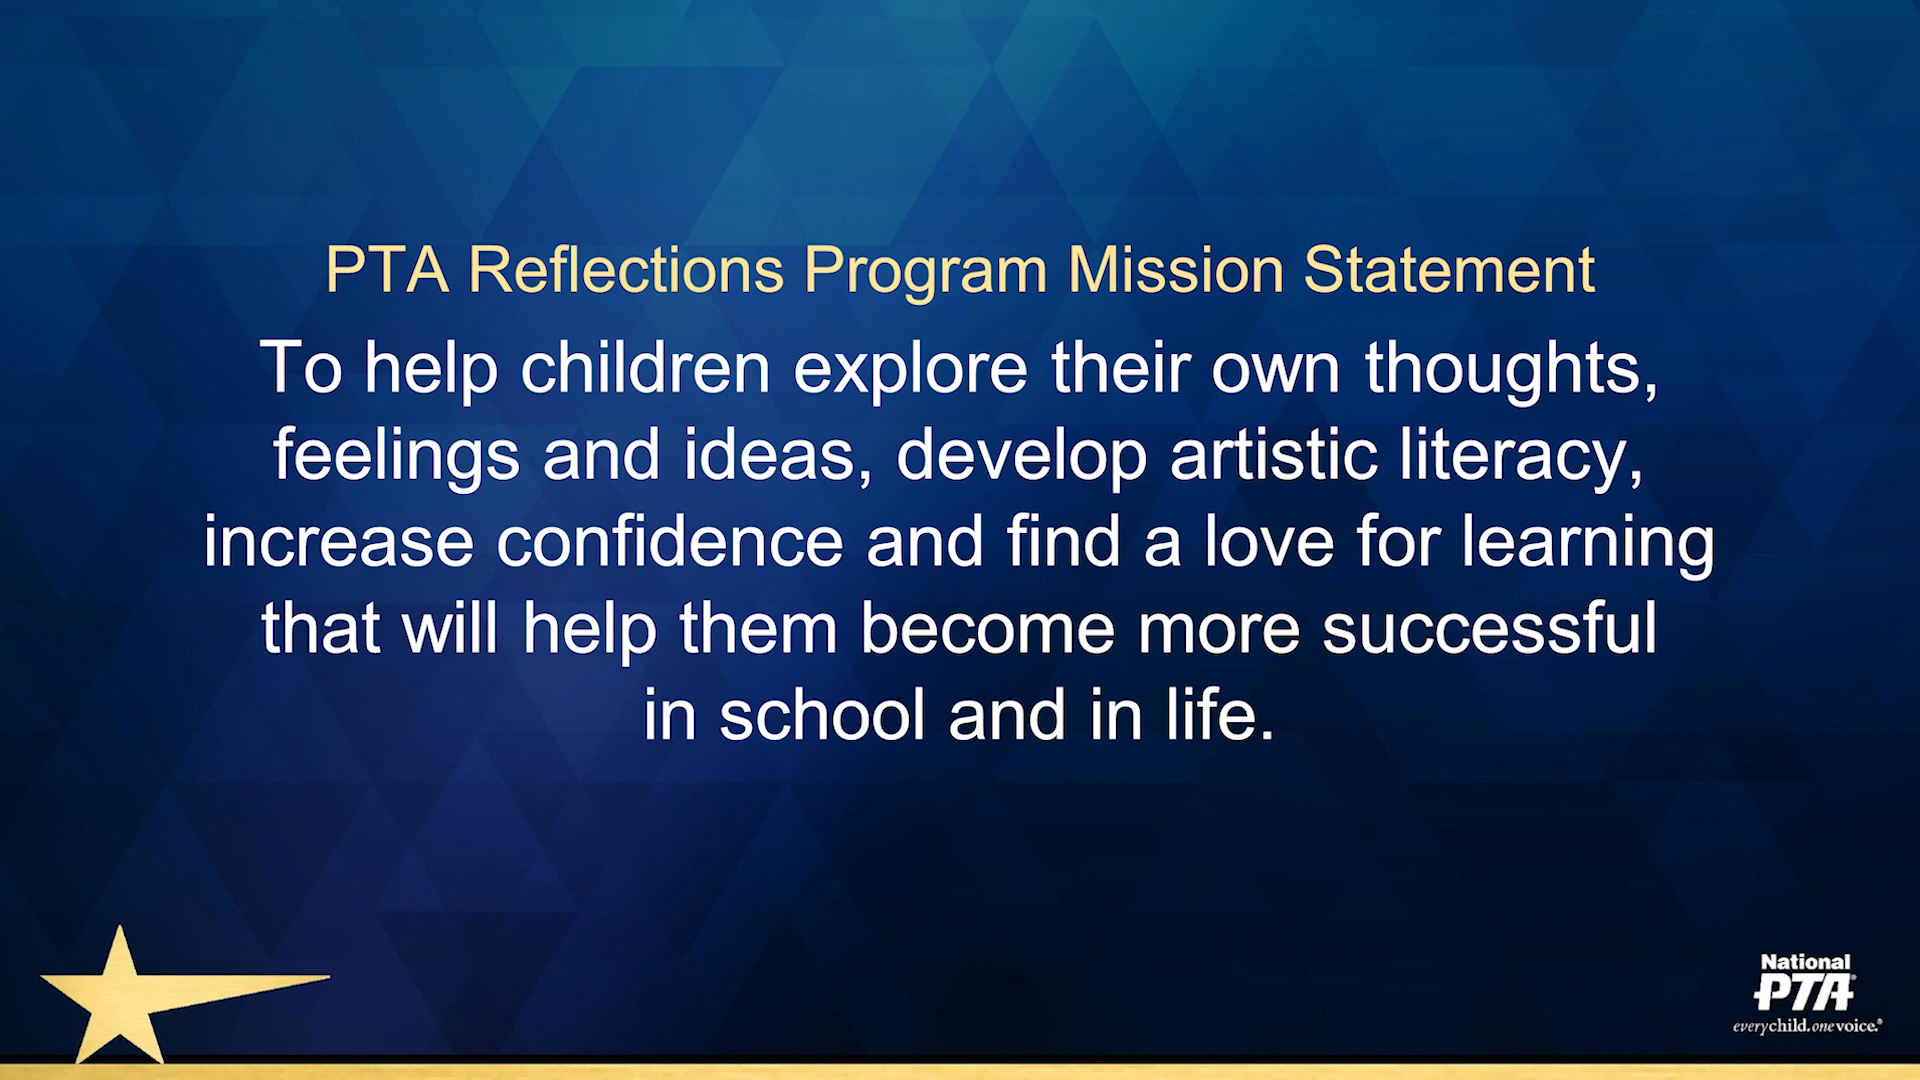 PTA Reflections Program Mission Statement
To help children explore their own thoughts,
feelings and ideas, develop artistic literacy,
increase confidence and find a love for learning
that will help them become more successful
in school and in life.
National
PTA®
everychild.onevoice.®